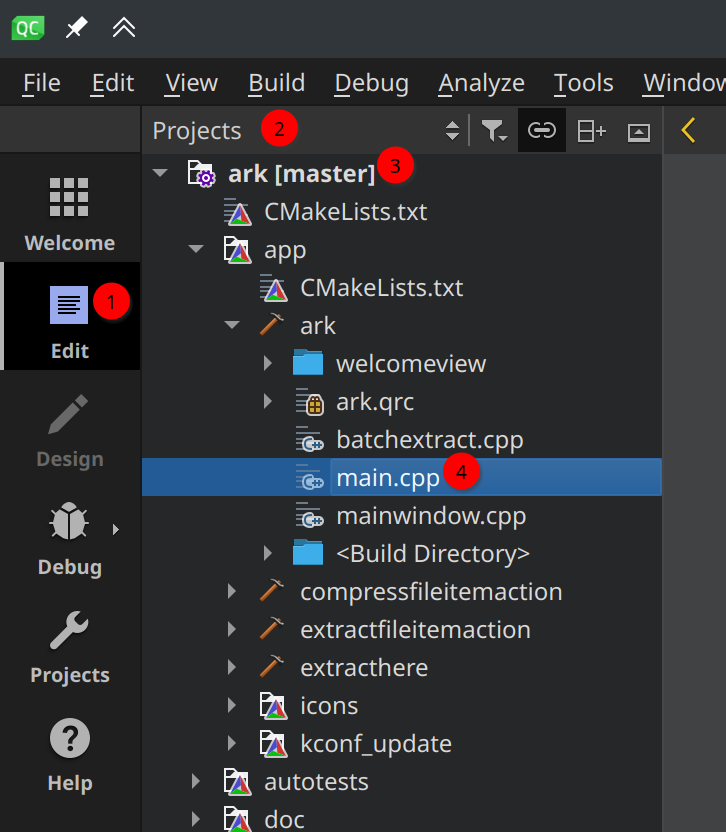 QC
File Edit View Build Debug Analyze Tools Window
Projects 2
ark [master] 3
CMakeLists.txt
Welcome
app
CMakeLists.txt
1
ark
Edit
welcomeview
ark.qrc
batchextract.cpp
Design
main.cpp 4
mainwindow.cpp
<Build Directory>
Debug
compressfileitemaction
extractfileitemaction
extracthere
Projects
icons
kconf_update
Help
autotests
doc